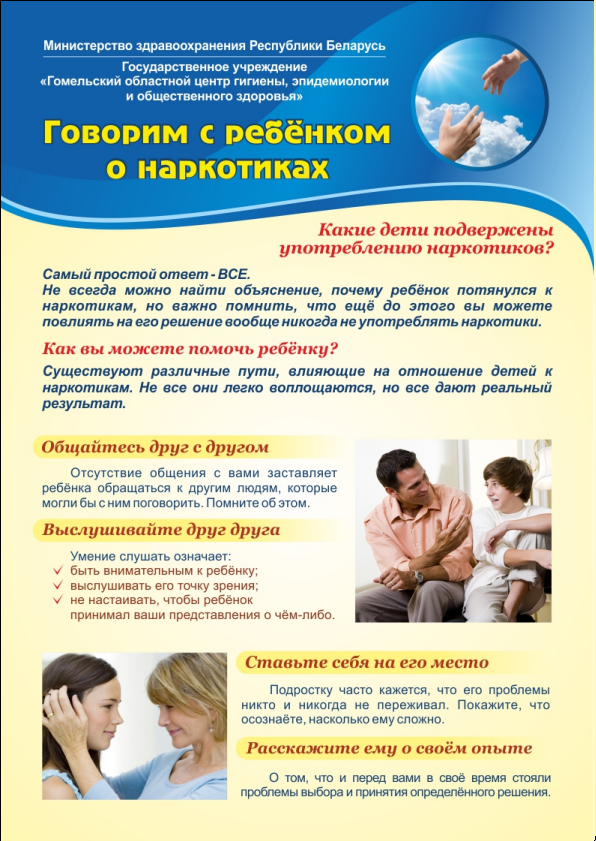 Министерство здравоохранения Республики Беларусь
Государственное учреждение
«Гомельский областной центр гигиены, эпидемиологии
и общественного здоровья»
Говорим с ребёнком
о наркотиках
Какие дети подвержены
употреблению наркотиков?
Самый простой ответ - ВСЕ.
Не всегда можно найти объяснение, почему ребёнок потянулся к
наркотикам, но важно помнить, что ещё до этого вы можете
повлиять на его решение вообще никогда не употреблять наркотики.
Как вы можете помочь ребёнку?
Существуют различные пути, влияющие на отношение детей к
наркотикам. Не все они легко воплощаются, но все дают реальный
результат.
Общайтесь друг с другом
Отсутствие общения с вами заставляет
ребёнка обращаться к другим людям, которые
могли бы с ним поговорить. Помните об этом.
Выслушивайте друг друга
Умение слушать означает:
быть внимательным к ребёнку;
выслушивать его точку зрения;
не настаивать, чтобы ребёнок
принимал ваши представления о чём-либо.
Ставьте себя на его место
Подростку часто кажется, что его проблемы
никто и никогда не переживал. Покажите, что
осознаёте, насколько ему сложно.
Расскажите ему о своём опыте
О том, что и перед вами в своё время стояли
проблемы выбора и принятия определённого решения.